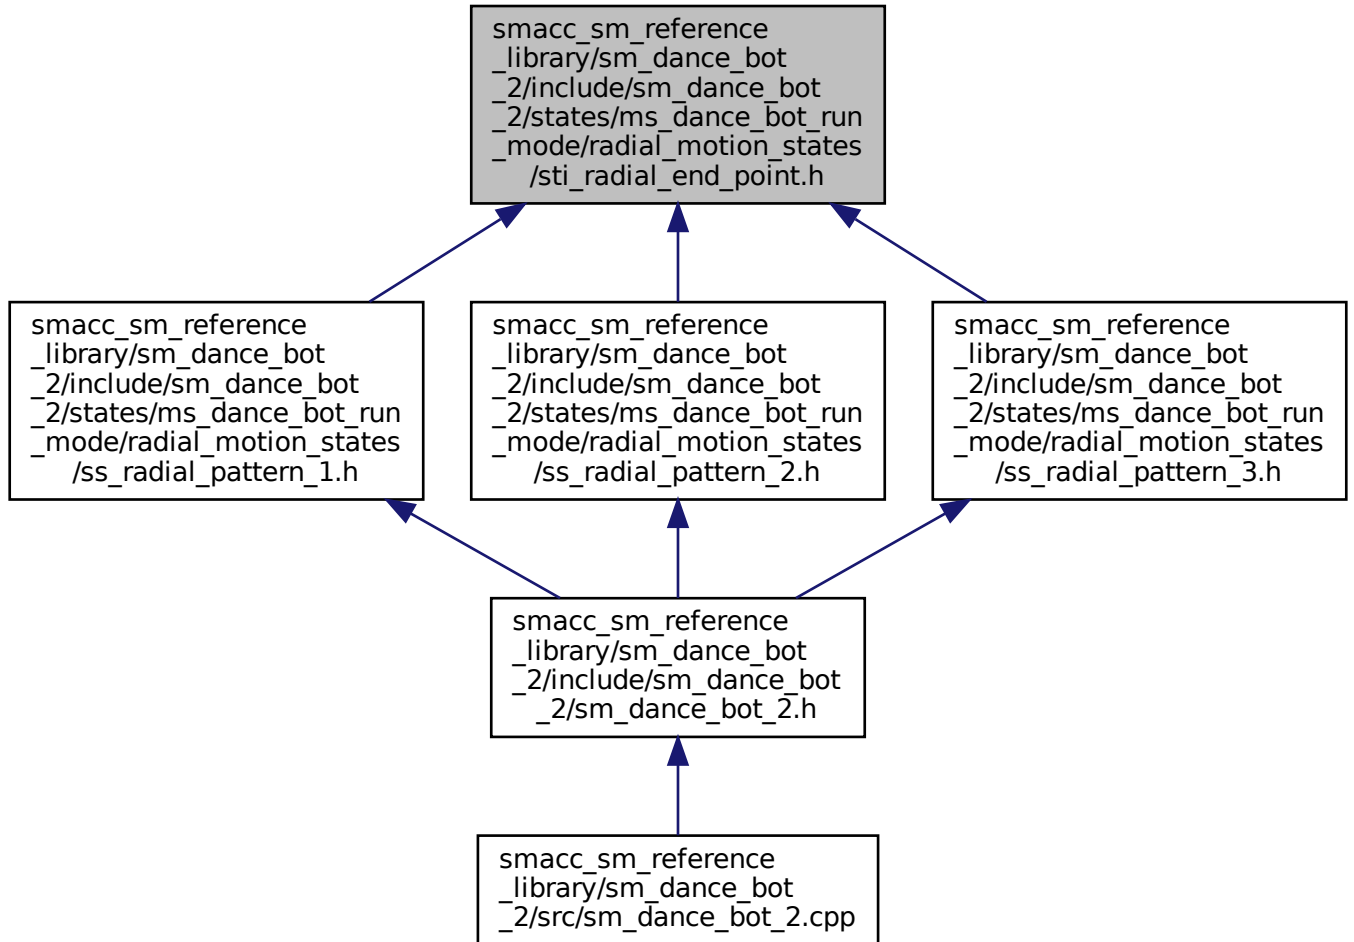 smacc_sm_reference
_library/sm_dance_bot
_2/include/sm_dance_bot
_2/states/ms_dance_bot_run
_mode/radial_motion_states
/sti_radial_end_point.h
smacc_sm_reference
_library/sm_dance_bot
_2/include/sm_dance_bot
_2/states/ms_dance_bot_run
_mode/radial_motion_states
/ss_radial_pattern_1.h
smacc_sm_reference
_library/sm_dance_bot
_2/include/sm_dance_bot
_2/states/ms_dance_bot_run
_mode/radial_motion_states
/ss_radial_pattern_2.h
smacc_sm_reference
_library/sm_dance_bot
_2/include/sm_dance_bot
_2/states/ms_dance_bot_run
_mode/radial_motion_states
/ss_radial_pattern_3.h
smacc_sm_reference
_library/sm_dance_bot
_2/include/sm_dance_bot
_2/sm_dance_bot_2.h
smacc_sm_reference
_library/sm_dance_bot
_2/src/sm_dance_bot_2.cpp